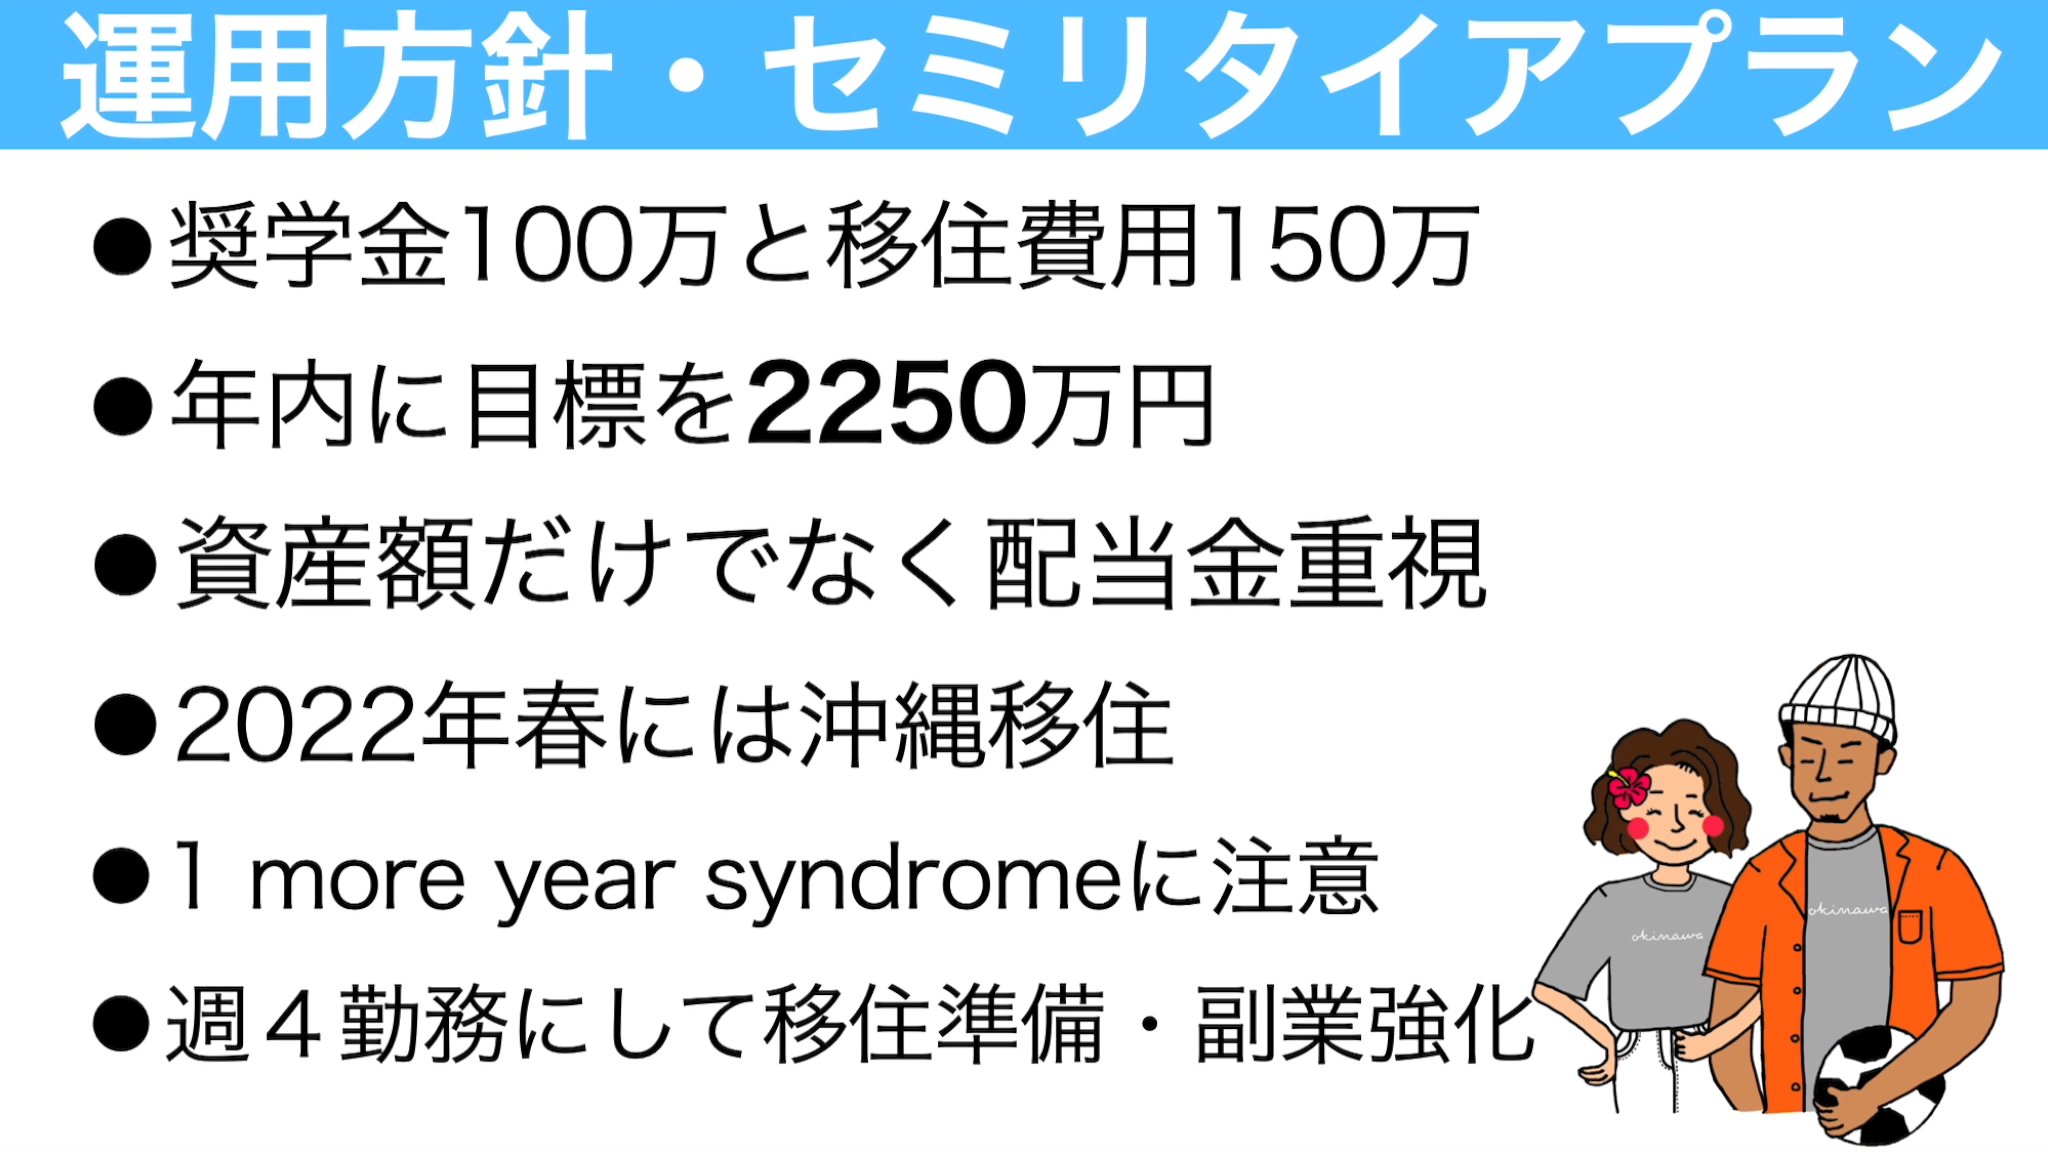 運用方針・セミリタイアプラン
●奨学金100万と移住費用150万
●年内に目標を2250万円
●資産額だけでなく配当金重視
●2022年春には沖縄移住
●1 more year syndromeに注意
●週４勤務にして移住準備・副業強化
okinawa
okinawa